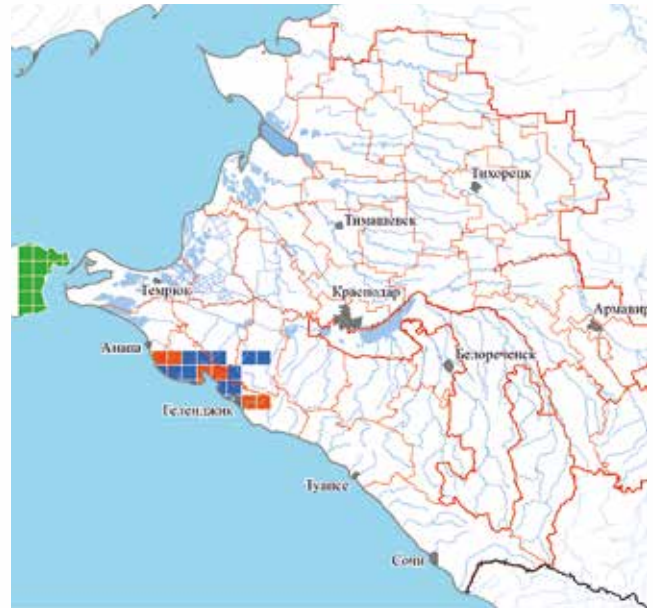 Тихорецк
Тимашевск
Темрюк
Краснодар
Армавир
Анапа
Белореченск
Геленджик
Туапсе
Сочи